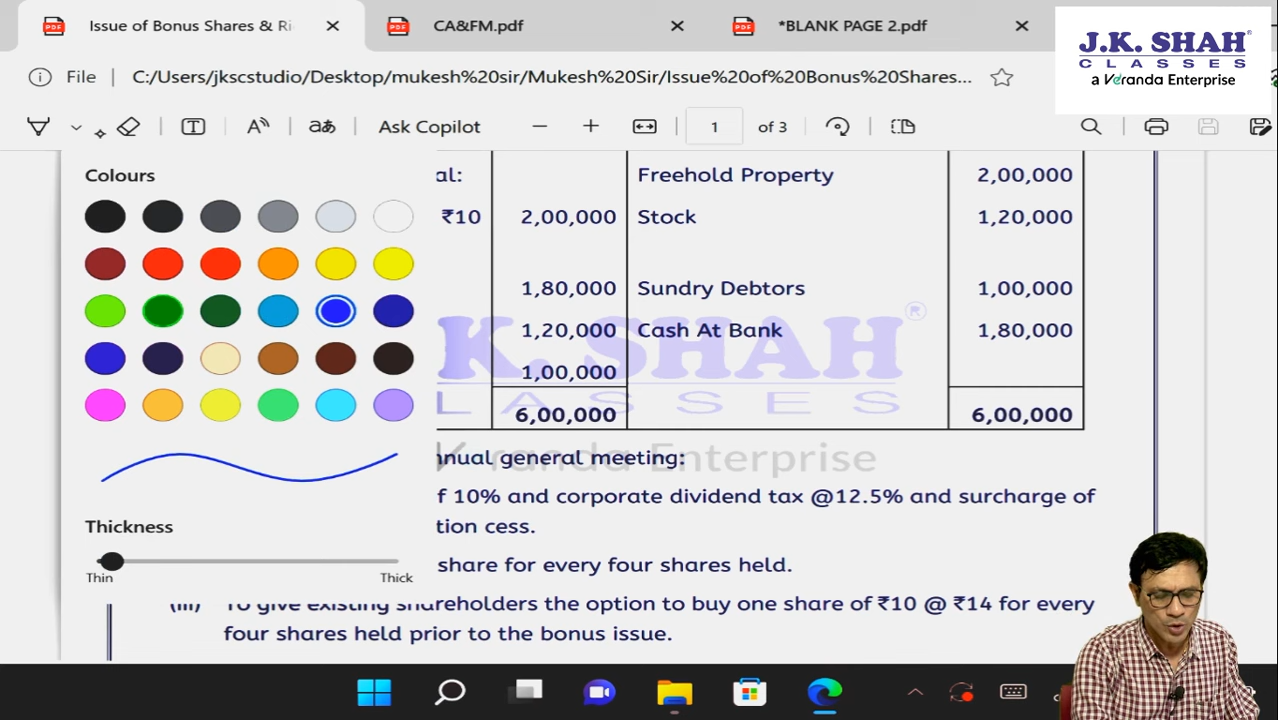 Issue of Bonus Shares & Ri
CA&FM.pdf
*BLANK PAGE 2.pdf
J.K. SHAH®
CLASSES
a Veranda Enterprise
File
C:/Users/jkscstudio/Desktop/mukesh%20sir/Mukesh%20Sir/Issue%20of%20Bonus%20Shares...
Ask Copilot
1 of 3
Colours
al: Freehold Property 2,00,000
₹10 2,00,000 Stock 1,20,000
1,80,000 Sundry Debtors 1,00,000
1,20,000 Cash At Bank 1,80,000
1,00,000
6,00,000 6,00,000
K. SHAH®
LASSES
randa Enterprise
nnual general meeting:
f 10% and corporate dividend tax @12.5% and surcharge of
tion cess.
share for every four shares held.
Thickness
Thin Thick
(iii) To give existing shareholders the option to buy one share of ₹10 @ ₹14 for every
four shares held prior to the bonus issue.